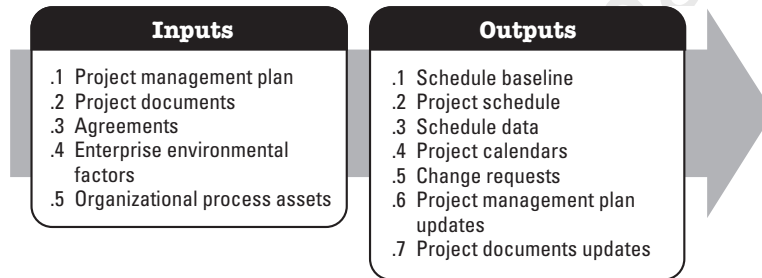 Inputs
.1 Project management plan
.2 Project documents
.3 Agreements
.4 Enterprise environmental
factors
.5 Organizational process assets
Outputs
.1 Schedule baseline
.2 Project schedule
.3 Schedule data
.4 Project calendars
.5 Change requests
.6 Project management plan
updates
.7 Project documents updates